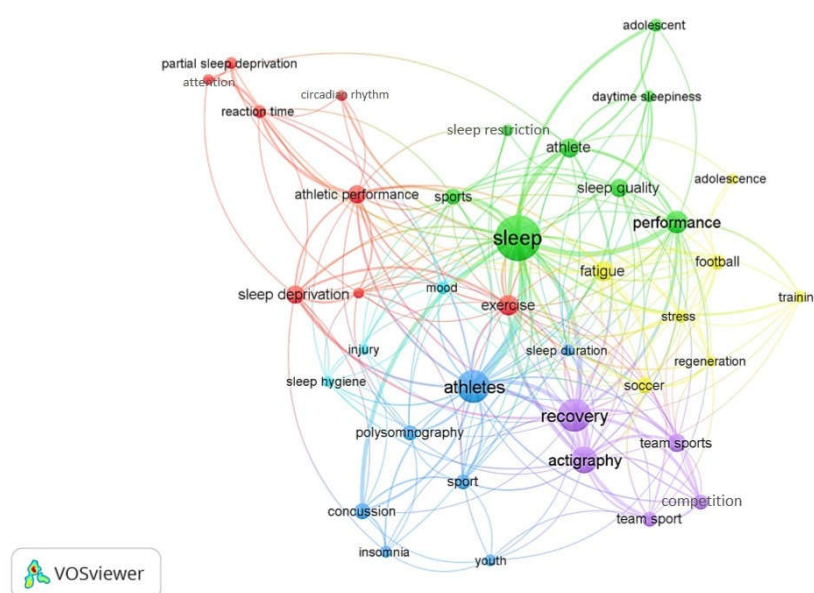 adolescent
partial sleep deprivation
attention
circadian rhythm
daytime sleepiness
reaction time
sleep restriction
athlete
adolescence
athletic performance
sports
sleep quality
performance
sleep
football
fatigue
sleep deprivation
mood
exercise
trainin
stress
injury
sleep duration
regeneration
sleep hygiene
athletes
soccer
recovery
polysomnography
team sports
actigraphy
sport
competition
concussion
team sport
insomnia
youth
VOSviewer